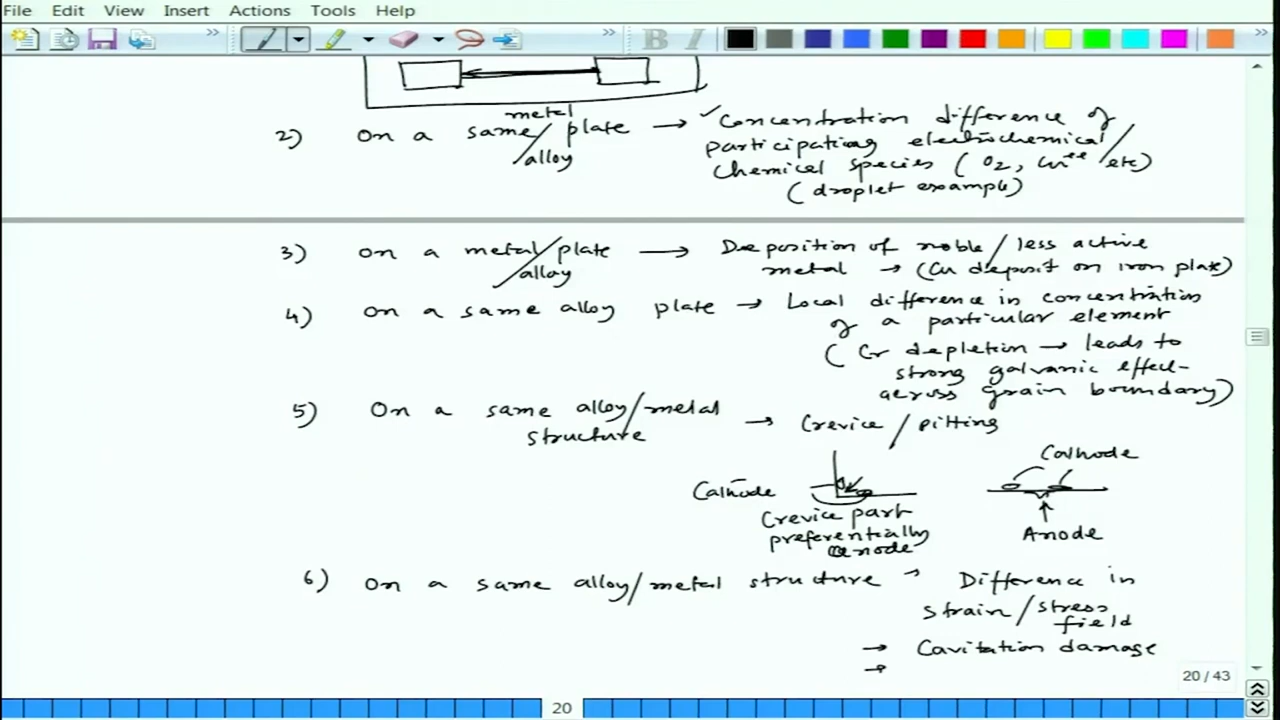 File Edit View Insert Actions Tools Help
B I
2) On a same metal/alloy plate → ✓Concentration difference of
participating electrochemical/
chemical species (O2, Cu++ etc)
(droplet example)
3) On a metal/alloy plate → Deposition of noble/less active
metal → (Cu deposit on iron plate)
4) On a same alloy plate → Local difference in concentration
of a particular element
(Cr depletion → leads to
strong galvanic effect
across grain boundary)
5) On a same alloy/metal
structure → Crevice/pitting
Cathode
Cathode
Crevice part
preferentially
anode
Anode
6) On a same alloy/metal structure → Difference in
strain/stress
field
→ Cavitation damage
→
20 / 43
20